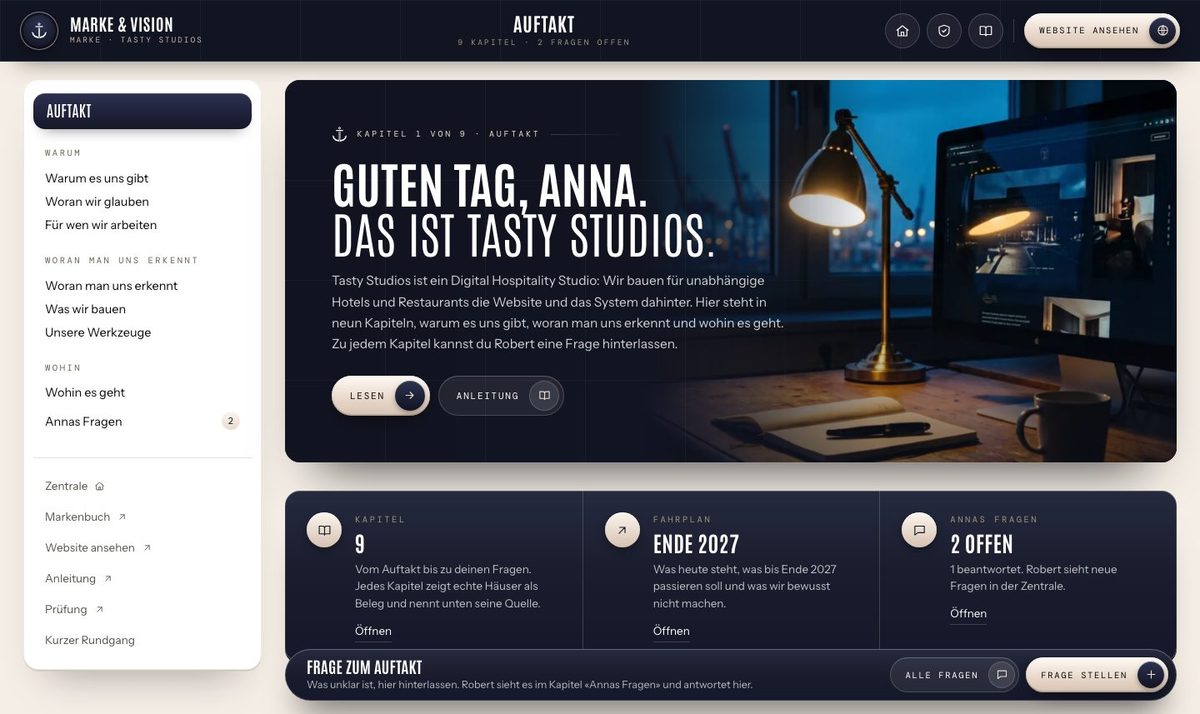 MARKE & VISION
MARKE · TASTY STUDIOS
AUFTAKT
9 KAPITEL · 2 FRAGEN OFFEN
WEBSITE ANSEHEN
AUFTAKT
WARUM
Warum es uns gibt
Woran wir glauben
Für wen wir arbeiten
WORAN MAN UNS ERKENNT
Woran man uns erkennt
Was wir bauen
Unsere Werkzeuge
WOHIN
Wohin es geht
Annas Fragen 2
Zentrale
Markenbuch
Website ansehen
Anleitung
Prüfung
Kurzer Rundgang
KAPITEL 1 VON 9 · AUFTAKT
GUTEN TAG, ANNA.
DAS IST TASTY STUDIOS.
Tasty Studios ist ein Digital Hospitality Studio: Wir bauen für unabhängige
Hotels und Restaurants die Website und das System dahinter. Hier steht in
neun Kapiteln, warum es uns gibt, woran man uns erkennt und wohin es geht.
Zu jedem Kapitel kannst du Robert eine Frage hinterlassen.
LESEN
ANLEITUNG
KAPITEL
9
Vom Auftakt bis zu deinen Fragen.
Jedes Kapitel zeigt echte Häuser als
Beleg und nennt unten seine Quelle.
Öffnen
FAHRPLAN
ENDE 2027
Was heute steht, was bis Ende 2027
passieren soll und was wir bewusst
nicht machen.
Öffnen
ANNAS FRAGEN
2 OFFEN
1 beantwortet. Robert sieht neue
Fragen in der Zentrale.
Öffnen
FRAGE ZUM AUFTAKT
Was unklar ist, hier hinterlassen. Robert sieht es im Kapitel «Annas Fragen» und antwortet hier.
ALLE FRAGEN
FRAGE STELLEN